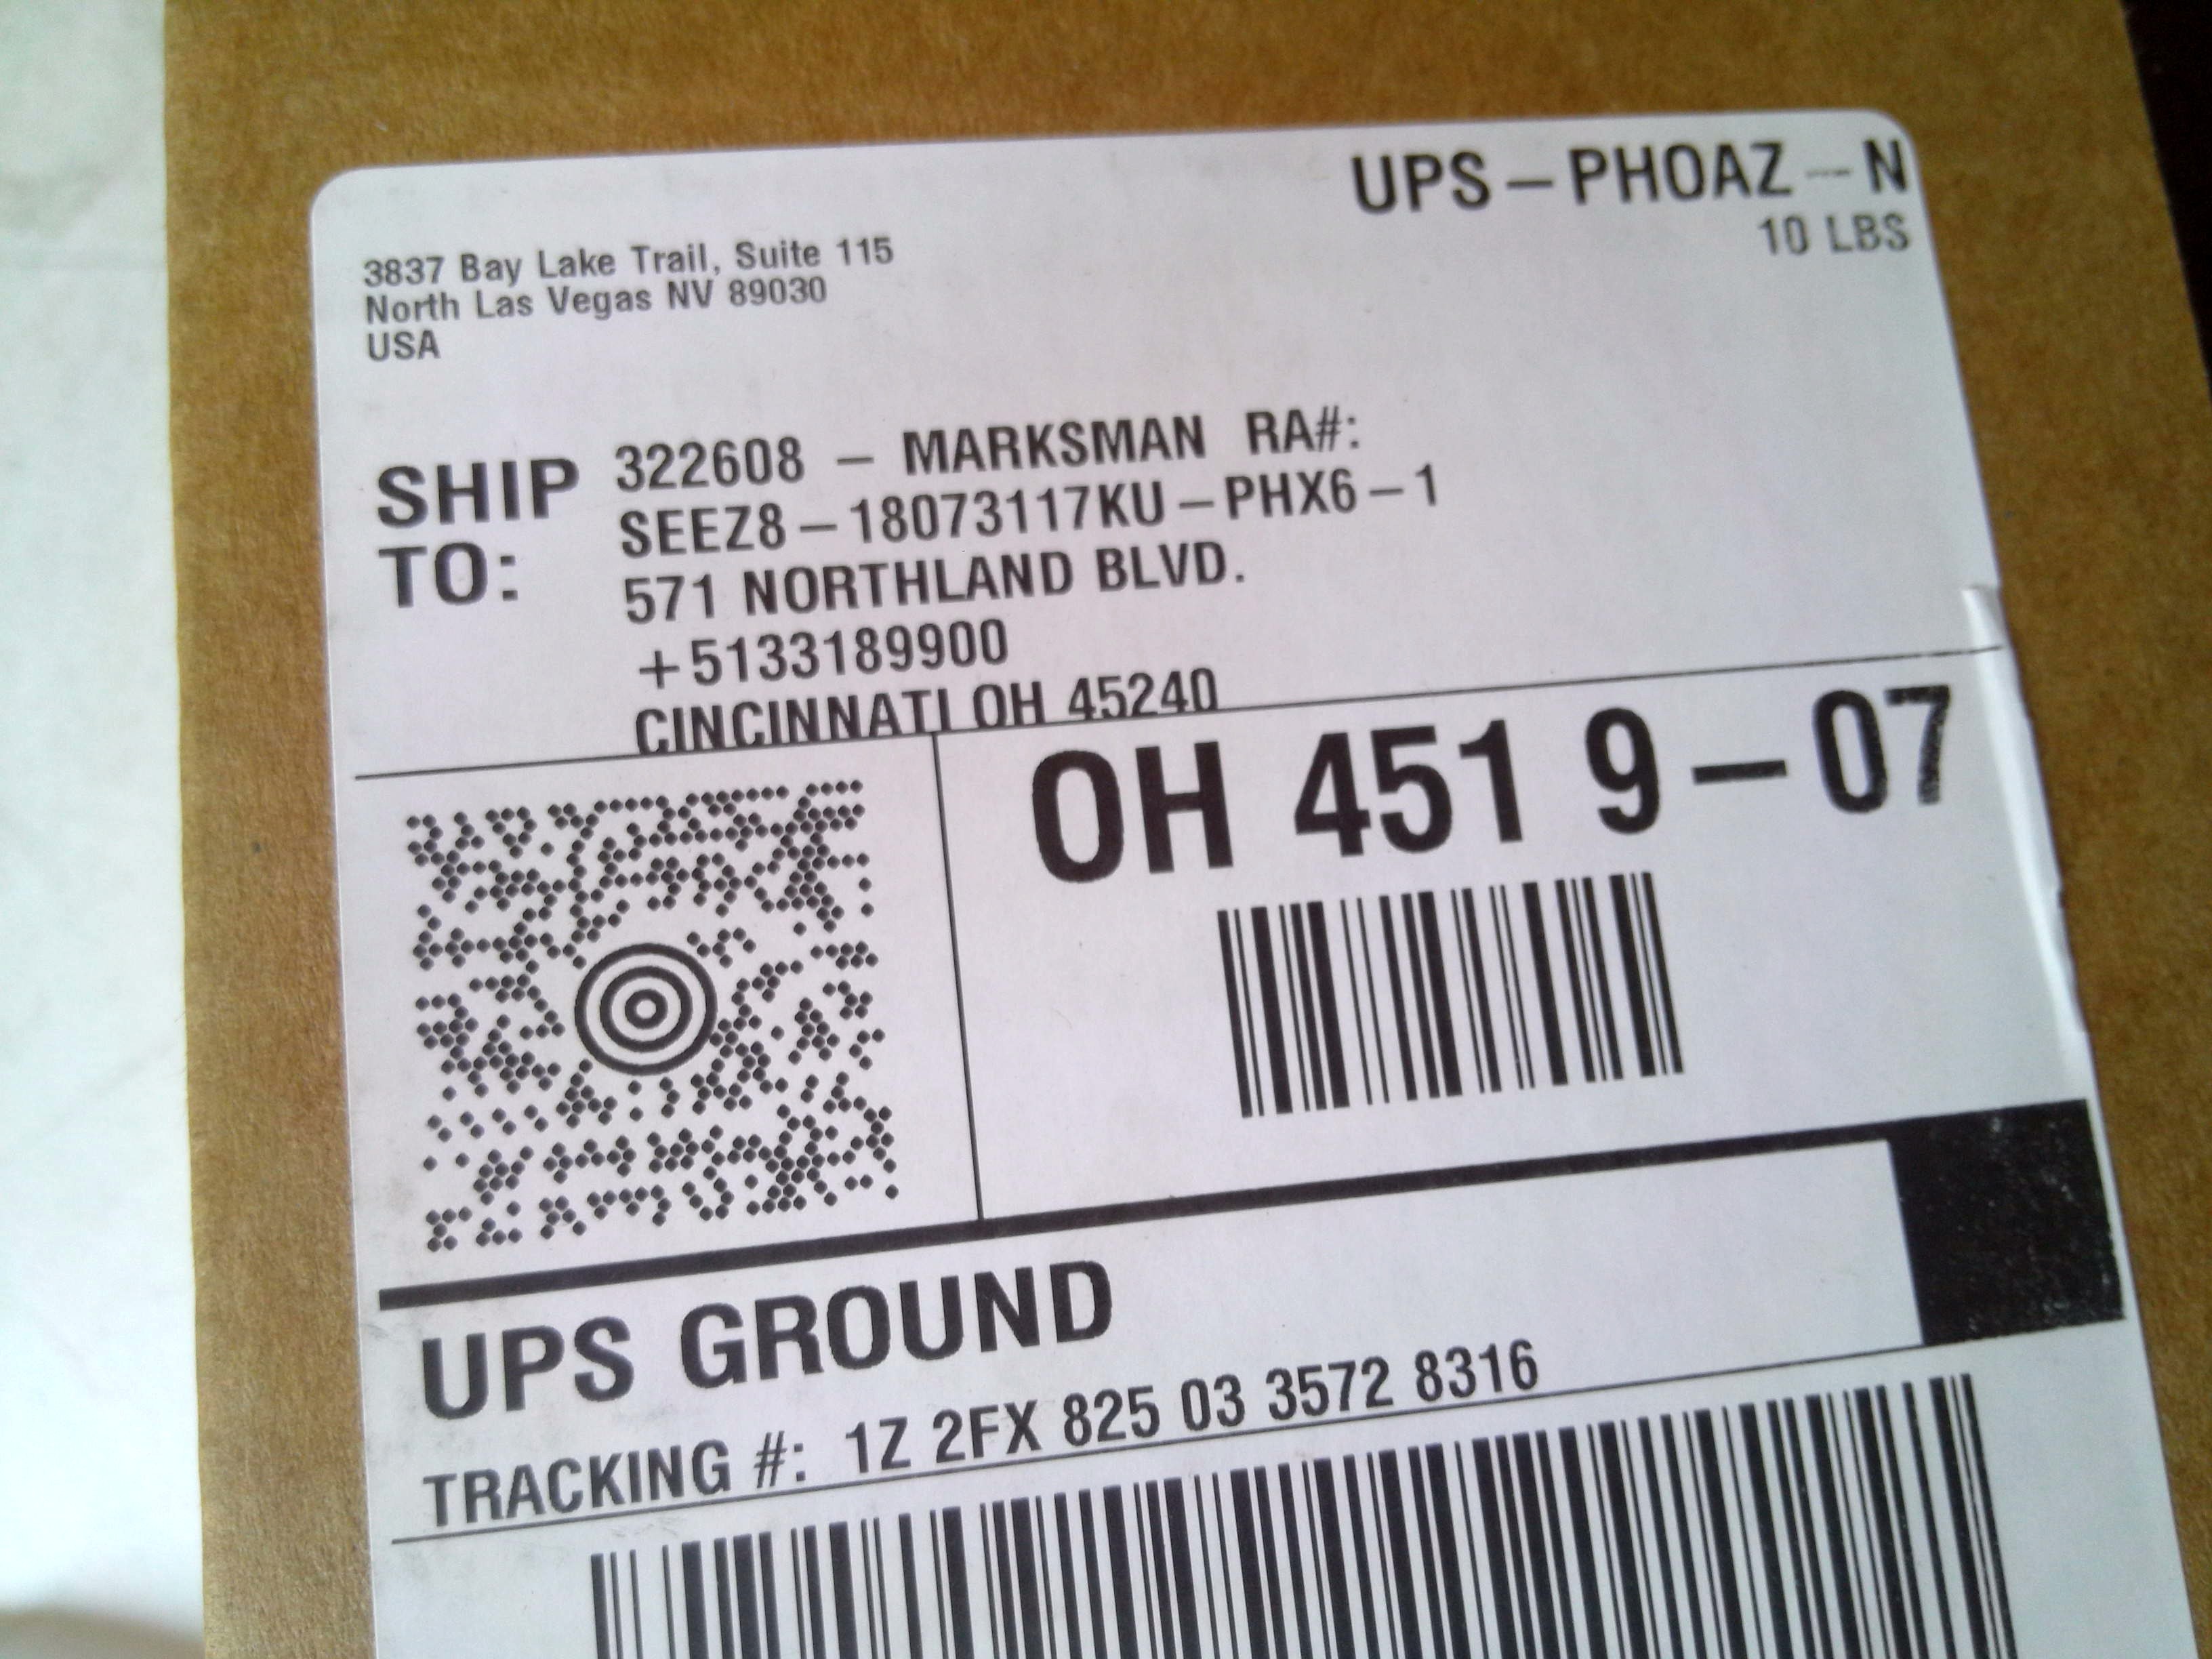 UPS – PHOAZ – N
10 LBS
3837 Bay Lake Trail, Suite 115
North Las Vegas NV 89030
USA
SHIP TO:
322608 – MARKSMAN RA#:
SEEZ8 – 18073117KU – PHX6 – 1
571 NORTHLAND BLVD.
+5133189900
CINCINNATI OH 45240
OH 451 9 – 07
UPS GROUND
TRACKING #: 1Z 2FX 825 03 3572 8316